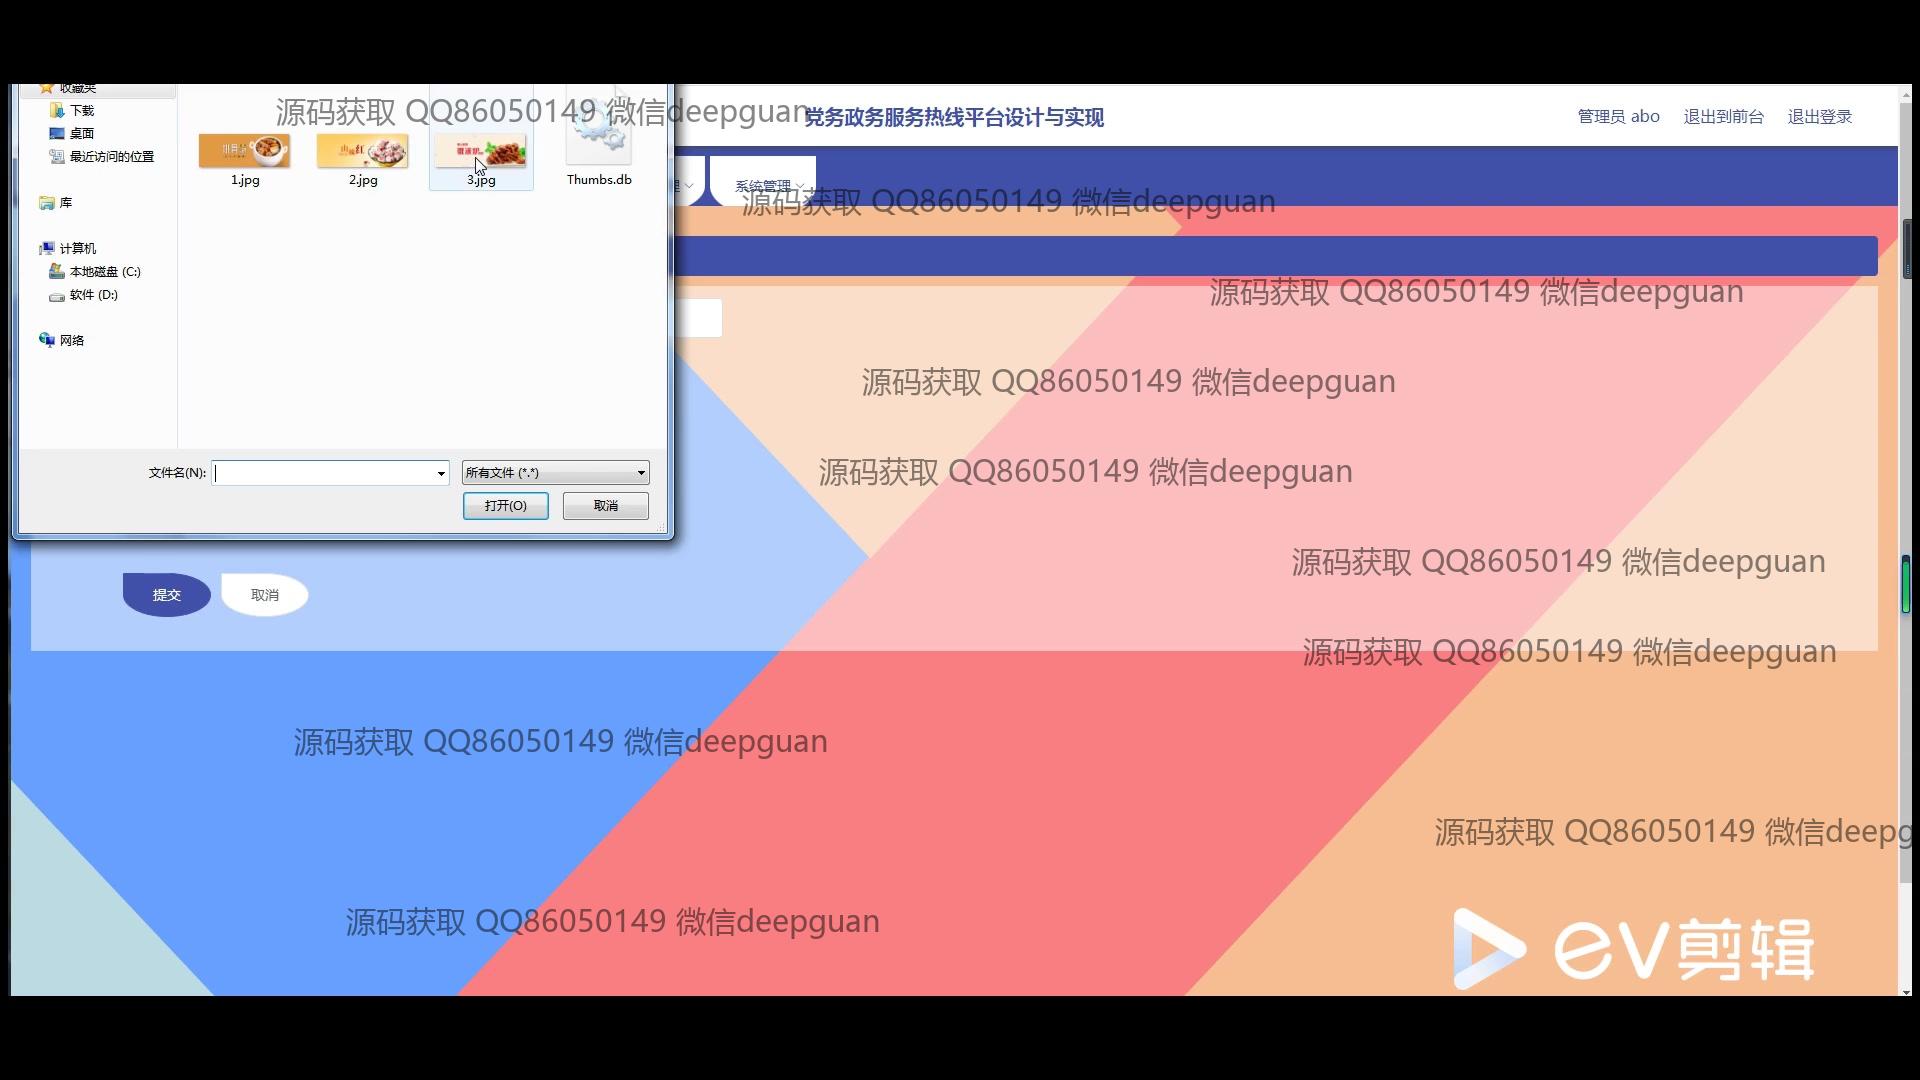 收藏夹
下载
桌面
最近访问的位置
库
计算机
本地磁盘 (C:)
软件 (D:)
网络
1.jpg
2.jpg
3.jpg
Thumbs.db
文件名(N):
所有文件 (*.*)
打开(O)
取消
党务政务服务热线平台设计与实现
管理员 abo
退出到前台
退出登录
理
系统管理
提交
取消
源码获取 QQ86050149 微信deepguan
源码获取 QQ86050149 微信deepguan
源码获取 QQ86050149 微信deepguan
源码获取 QQ86050149 微信deepguan
源码获取 QQ86050149 微信deepguan
源码获取 QQ86050149 微信deepguan
源码获取 QQ86050149 微信deepguan
源码获取 QQ86050149 微信deepguan
源码获取 QQ86050149 微信deepg
源码获取 QQ86050149 微信deepguan
EV剪辑